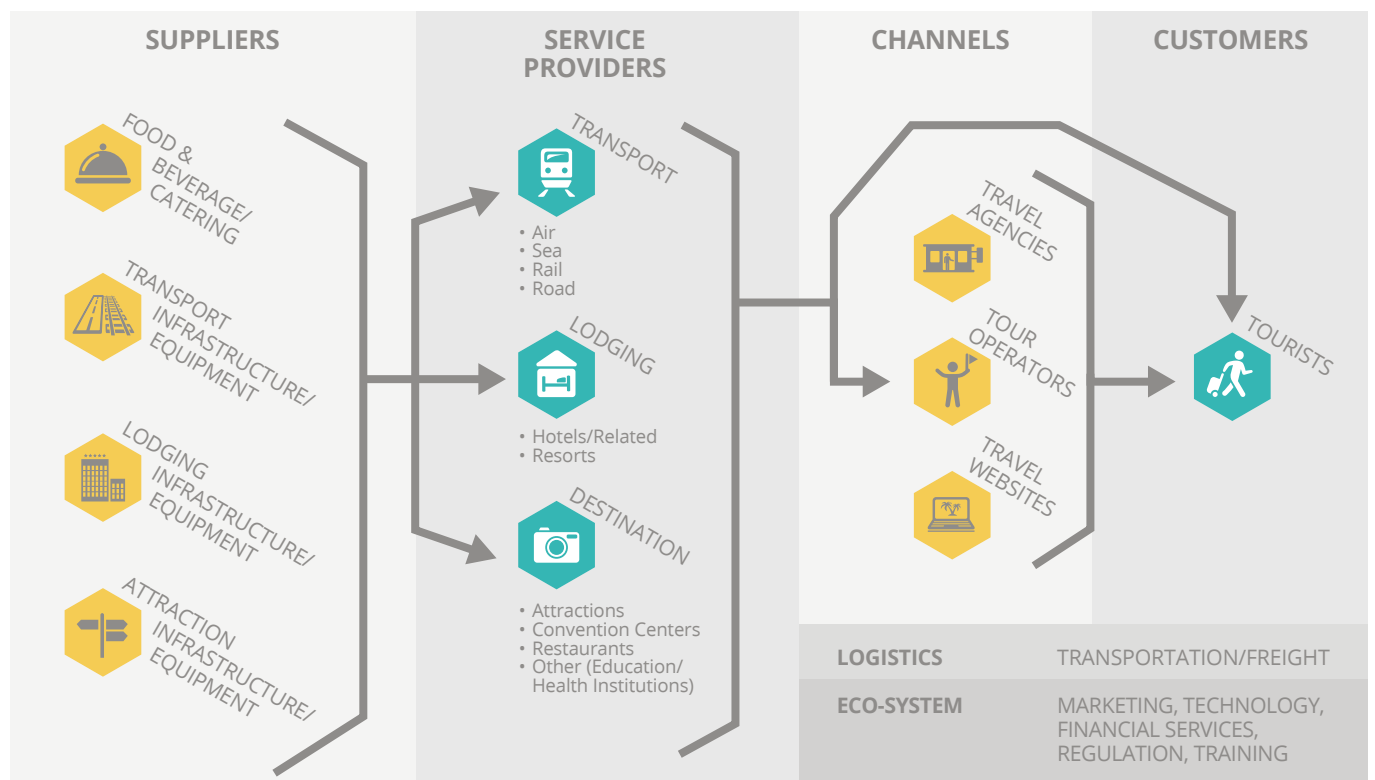 SUPPLIERS
FOOD &
BEVERAGE/
CATERING
TRANSPORT
INFRASTRUCTURE/
EQUIPMENT
LODGING
INFRASTRUCTURE/
EQUIPMENT
ATTRACTION
INFRASTRUCTURE/
EQUIPMENT
SERVICE
PROVIDERS
TRANSPORT
• Air
• Sea
• Rail
• Road
LODGING
• Hotels/Related
• Resorts
DESTINATION
• Attractions
• Convention Centers
• Restaurants
• Other (Education/
Health Institutions)
CHANNELS
TRAVEL
AGENCIES
TOUR
OPERATORS
TRAVEL
WEBSITES
CUSTOMERS
TOURISTS
LOGISTICS
TRANSPORTATION/FREIGHT
ECO-SYSTEM
MARKETING, TECHNOLOGY,
FINANCIAL SERVICES,
REGULATION, TRAINING